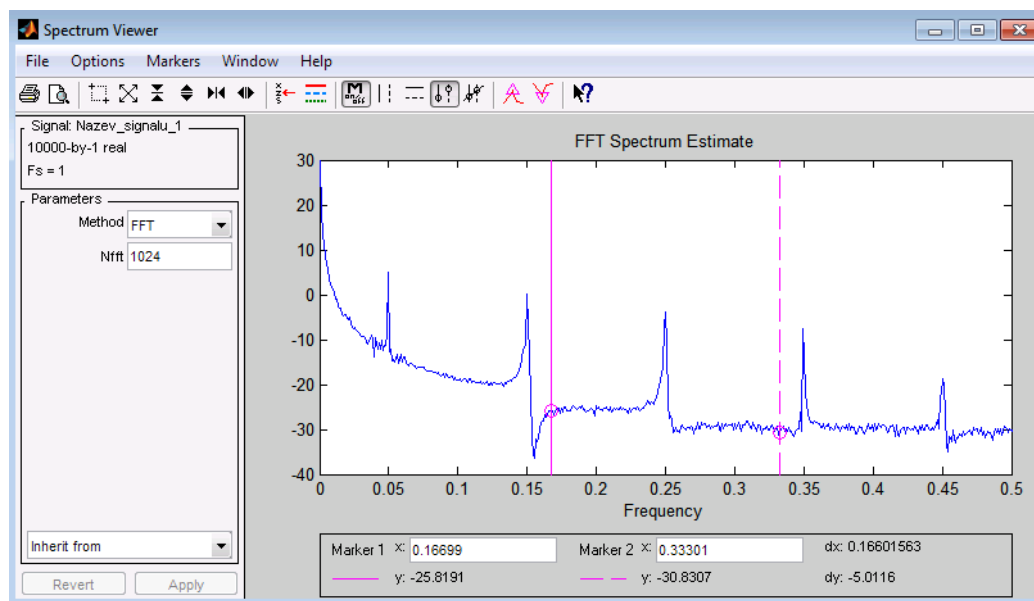 Spectrum Viewer
File Options Markers Window Help
Signal: Nazev_signalu_1
10000-by-1 real
Fs = 1
Parameters
Method FFT
Nfft 1024
Inherit from
Revert Apply
FFT Spectrum Estimate
30
20
10
0
-10
-20
-30
-40
0 0.05 0.1 0.15 0.2 0.25 0.3 0.35 0.4 0.45 0.5
Frequency
Marker 1 x: 0.16699 Marker 2 x: 0.33301 dx: 0.16601563
y: -25.8191 y: -30.8307 dy: -5.0116